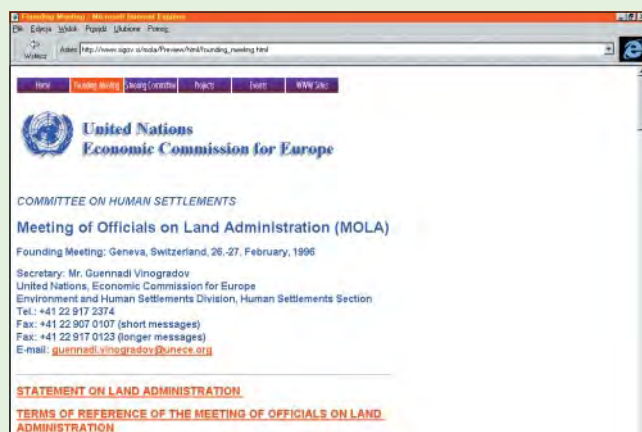 Founding Meeting - Microsoft Internet Explorer
Plik Edycja Widok Przejdź Ulubione Pomoc
Wstecz
Adres http://www.sigov.si/mola/Preview/html/founding_meeting.html
Home Founding Meeting Steering Committee Projects Events WWW Sites
United Nations
Economic Commission for Europe
COMMITTEE ON HUMAN SETTLEMENTS
Meeting of Officials on Land Administration (MOLA)
Founding Meeting: Geneva, Switzerland, 26.-27, February, 1996
Secretary: Mr. Guennadi Vinogradov
United Nations, Economic Commission for Europe
Environment and Human Settlements Division, Human Settlements Section
Tel.: +41 22 917 2374
Fax: +41 22 907 0107 (short messages)
Fax: +41 22 917 0123 (longer messages)
E-mail: guennadi.vinogradov@unece.org
STATEMENT ON LAND ADMINISTRATION
TERMS OF REFERENCE OF THE MEETING OF OFFICIALS ON LAND
ADMINISTRATION